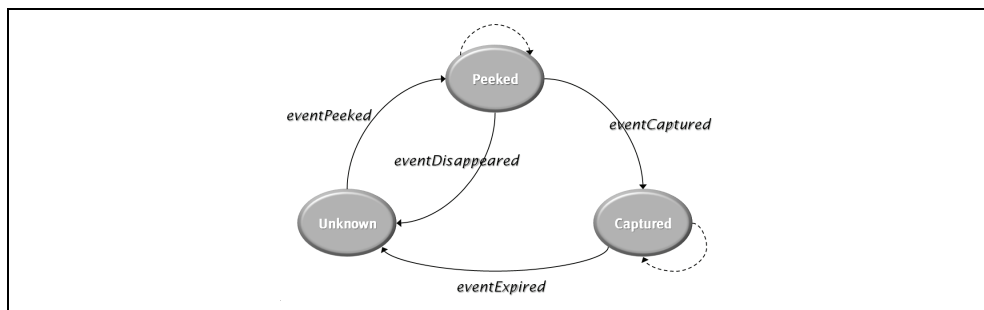 Peeked
eventPeeked
eventCaptured
eventDisappeared
Unknown
Captured
eventExpired